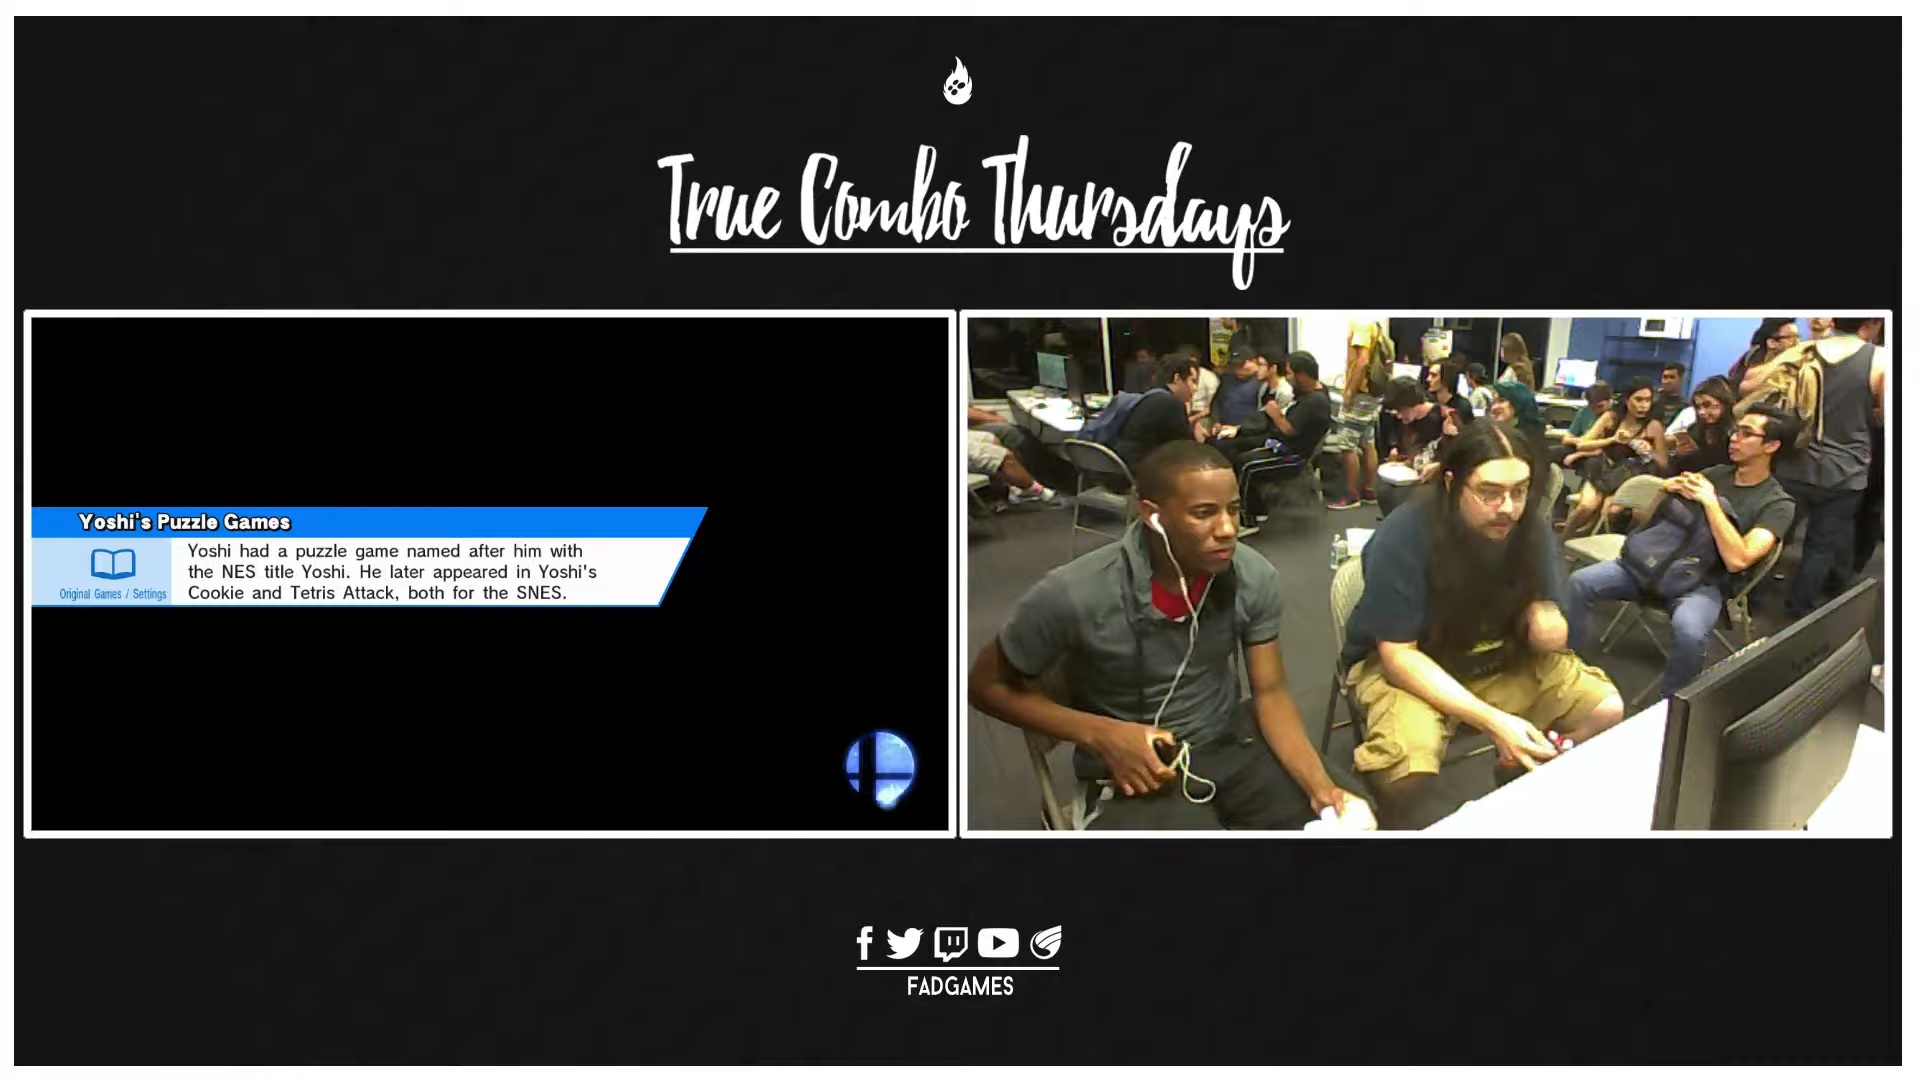 True Combo Thursdays
Yoshi's Puzzle Games
Yoshi had a puzzle game named after him with
the NES title Yoshi. He later appeared in Yoshi's
Cookie and Tetris Attack, both for the SNES.
Original Games / Settings
FADGAMES